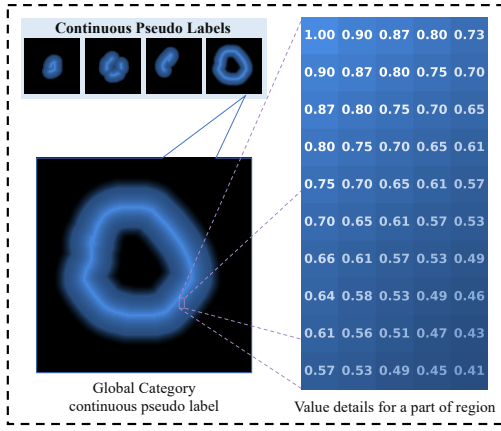 Continuous Pseudo Labels
1.00 0.90 0.87 0.80 0.73
0.90 0.87 0.80 0.75 0.70
0.87 0.80 0.75 0.70 0.65
0.80 0.75 0.70 0.65 0.61
0.75 0.70 0.65 0.61 0.57
0.70 0.65 0.61 0.57 0.53
0.66 0.61 0.57 0.53 0.49
0.64 0.58 0.53 0.49 0.46
0.61 0.56 0.51 0.47 0.43
0.57 0.53 0.49 0.45 0.41
Global Category
continuous pseudo label
Value details for a part of region